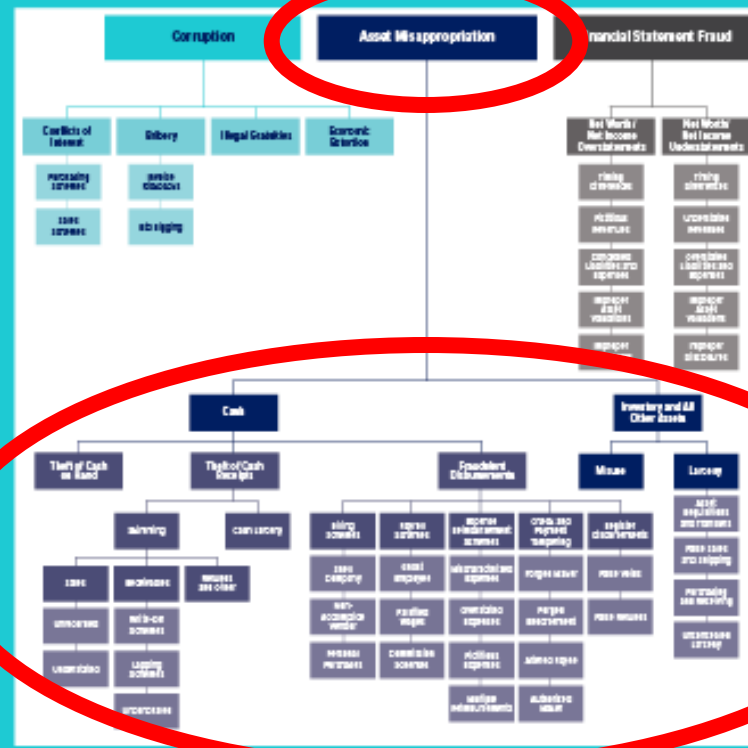 Corruption
Asset Misappropriation
nancial Statement Fraud
Conflicts of
Interest
Bribery
Illegal Gratuities
Economic
Extortion
Net Worth/
Net Income
Overstatements
Net Worth/
Net Income
Understatements
Purchasing
Schemes
Invoice
Kickbacks
Sales
Schemes
Bid Rigging
Timing
Differences
Timing
Differences
Fictitious
Revenues
Understated
Revenues
Concealed
Liabilities and
Expenses
Overstated
Liabilities and
Expenses
Improper
Asset
Valuations
Improper
Asset
Valuations
Improper
Improper
Disclosures
Cash
Inventory and All
Other Assets
Theft of Cash
on Hand
Theft of Cash
Receipts
Fraudulent
Disbursements
Misuse
Larceny
Skimming
Cash Larceny
Billing
Schemes
Payroll
Schemes
Expense
Reimbursement
Schemes
Check and
Payment
Tampering
Register
Disbursements
Asset
Requisitions
and Transfers
Sales
Receivables
Refunds
and Other
Shell
Company
Ghost
Employee
Mischaracterized
Expenses
Forged Maker
False Voids
False Sales
and Shipping
Unrecorded
Write-Off
Schemes
Non-
Accomplice
Vendor
Falsified
Wages
Overstated
Expenses
Forged
Endorsement
False Refunds
Purchasing
and Receiving
Understated
Lapping
Schemes
Personal
Purchases
Commission
Schemes
Fictitious
Expenses
Altered Payee
Unconcealed
Larceny
Unconcealed
Multiple
Reimbursements
Authorized
Maker